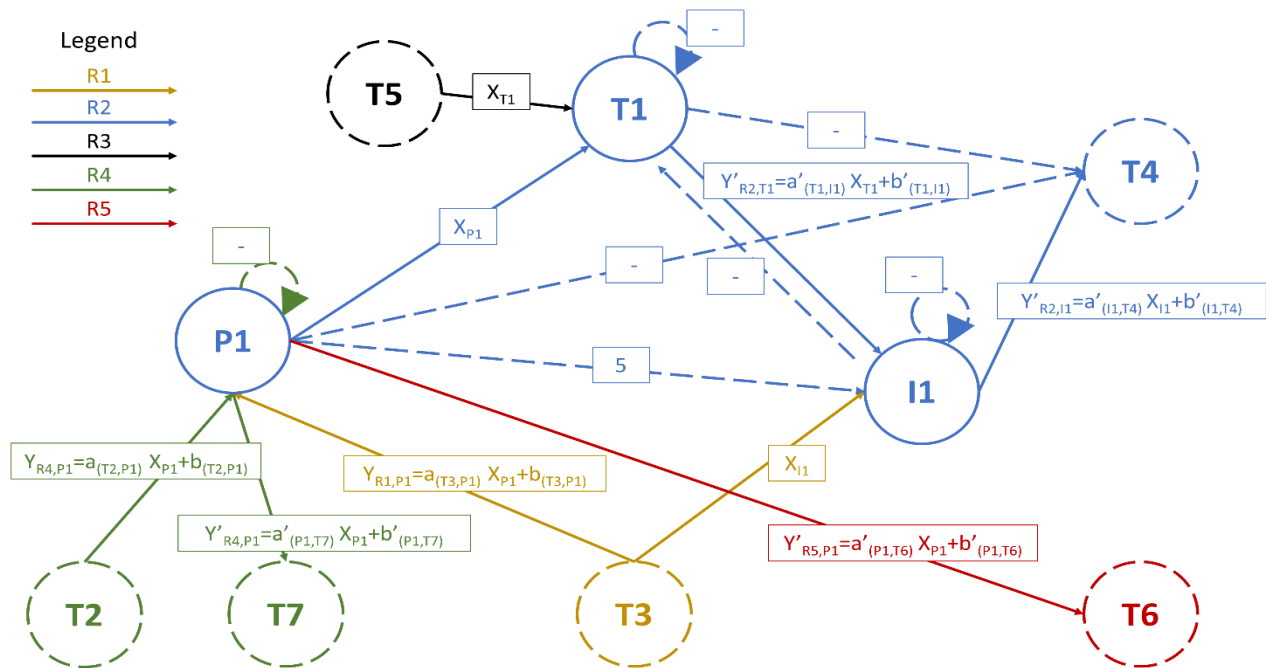 Legend
R1
R2
R3
R4
R5
-
T5
X_T1
T1
-
T4
Y'_R2,T1=a'_(T1,I1) X_T1+b'_(T1,I1)
X_P1
-
-
-
-
Y'_R2,I1=a'_(I1,T4) X_I1+b'_(I1,T4)
P1
5
I1
Y_R4,P1=a_(T2,P1) X_P1+b_(T2,P1)
Y_R1,P1=a_(T3,P1) X_P1+b_(T3,P1)
X_I1
Y'_R4,P1=a'_(P1,T7) X_P1+b'_(P1,T7)
Y'_R5,P1=a'_(P1,T6) X_P1+b'_(P1,T6)
T2
T7
T3
T6